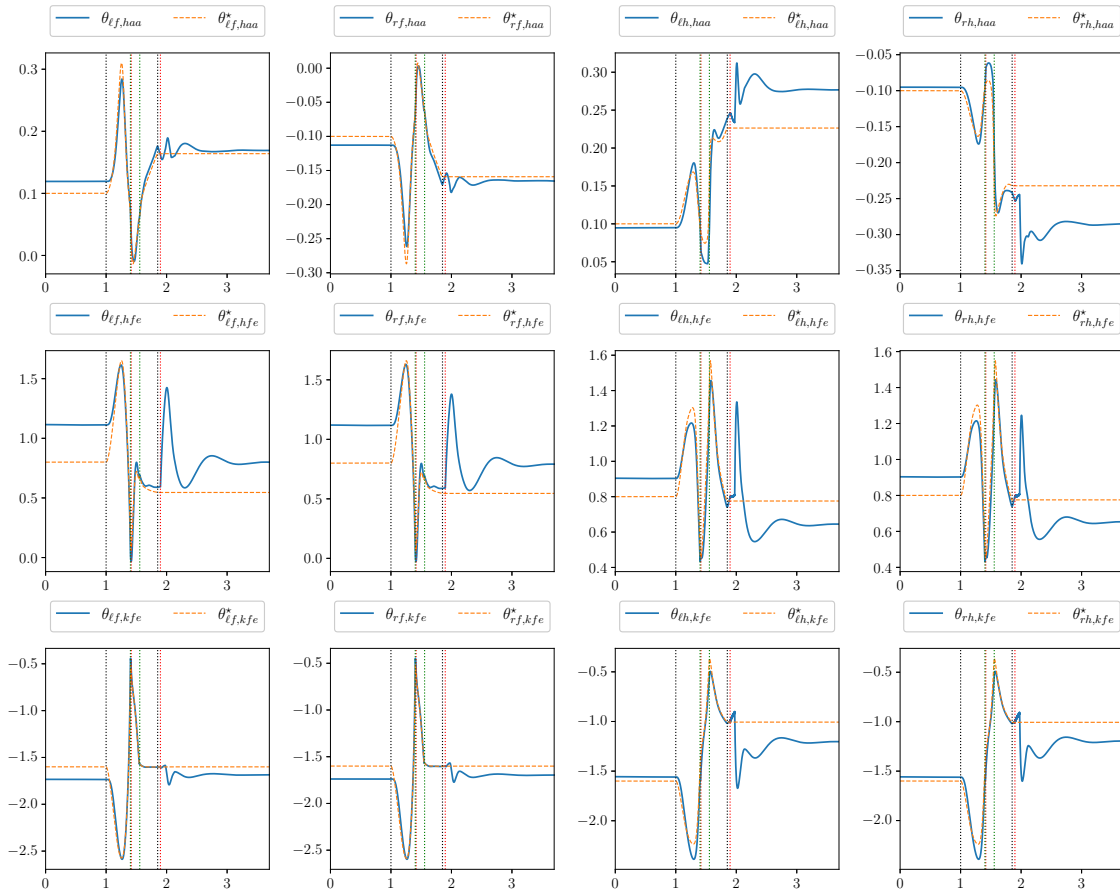 θℓf,haa θ⋆ℓf,haa
θrf,haa θ⋆rf,haa
θℓh,haa θ⋆ℓh,haa
θrh,haa θ⋆rh,haa
0.3
0.2
0.1
0.0
0 1 2 3
0.00
−0.05
−0.10
−0.15
−0.20
−0.25
−0.30
0 1 2 3
0.30
0.25
0.20
0.15
0.10
0.05
0 1 2 3
−0.05
−0.10
−0.15
−0.20
−0.25
−0.30
−0.35
0 1 2 3
θℓf,hfe θ⋆ℓf,hfe
θrf,hfe θ⋆rf,hfe
θℓh,hfe θ⋆ℓh,hfe
θrh,hfe θ⋆rh,hfe
1.5
1.0
0.5
0.0
0 1 2 3
1.5
1.0
0.5
0.0
0 1 2 3
1.6
1.4
1.2
1.0
0.8
0.6
0.4
0 1 2 3
1.6
1.4
1.2
1.0
0.8
0.6
0.4
0 1 2 3
θℓf,kfe θ⋆ℓf,kfe
θrf,kfe θ⋆rf,kfe
θℓh,kfe θ⋆ℓh,kfe
θrh,kfe θ⋆rh,kfe
−0.5
−1.0
−1.5
−2.0
−2.5
0 1 2 3
−0.5
−1.0
−1.5
−2.0
−2.5
0 1 2 3
−0.5
−1.0
−1.5
−2.0
0 1 2 3
−0.5
−1.0
−1.5
−2.0
0 1 2 3